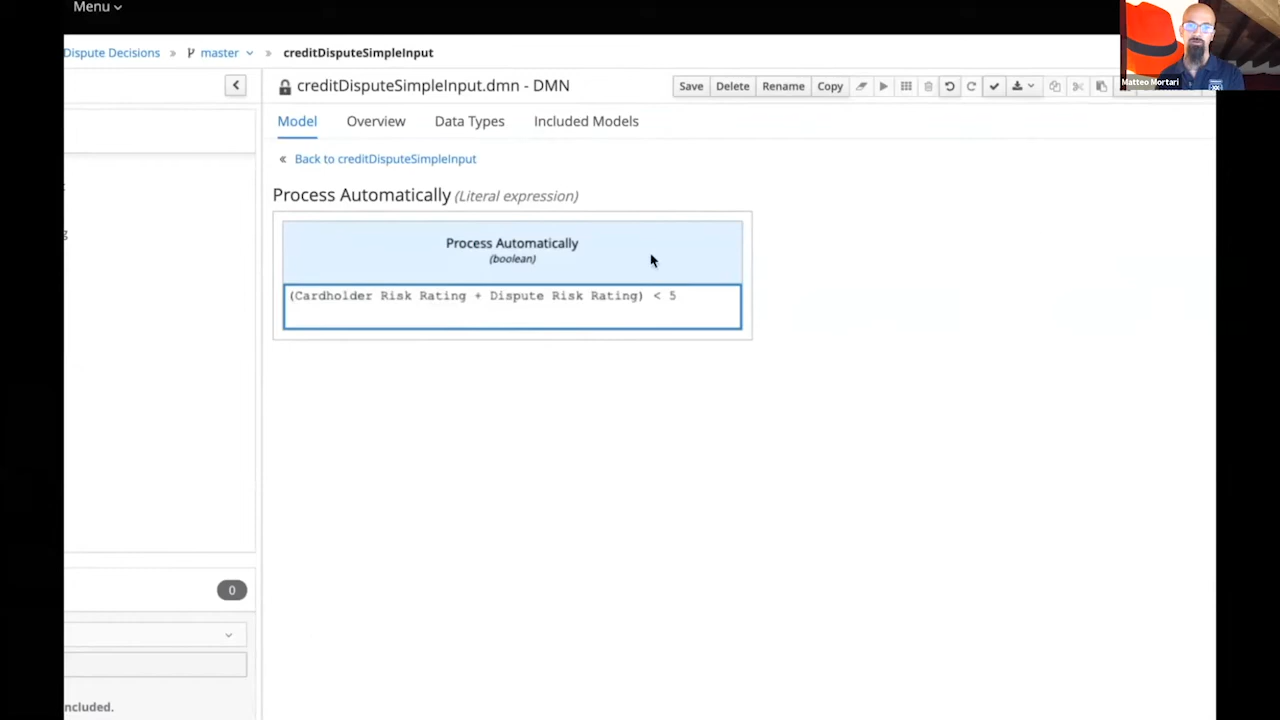 Menu
Dispute Decisions » master » creditDisputeSimpleInput
Matteo Mortari
creditDisputeSimpleInput.dmn - DMN
Save Delete Rename Copy
Model Overview Data Types Included Models
« Back to creditDisputeSimpleInput
Process Automatically (Literal expression)
Process Automatically
(boolean)
(Cardholder Risk Rating + Dispute Risk Rating) < 5
0
ncluded.